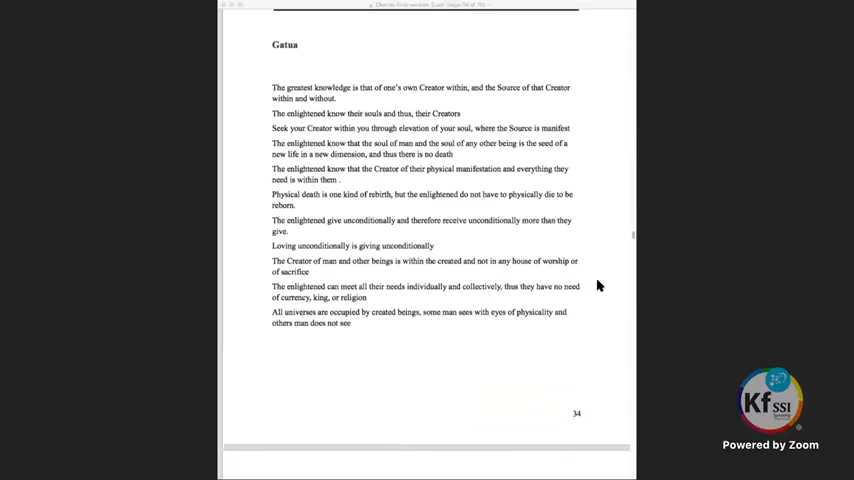 Gatua
The greatest knowledge is that of one's own Creator within, and the Source of that Creator
within and without.
The enlightened know their souls and thus, their Creators
Seek your Creator within you through elevation of your soul, where the Source is manifest
The enlightened know that the soul of man and the soul of any other being is the seed of a
new life in a new dimension, and thus there is no death
The enlightened know that the Creator of their physical manifestation and everything they
need is within them .
Physical death is one kind of rebirth, but the enlightened do not have to physically die to be
reborn.
The enlightened give unconditionally and therefore receive unconditionally more than they
give.
Loving unconditionally is giving unconditionally
The Creator of man and other beings is within the created and not in any house of worship or
of sacrifice
The enlightened can meet all their needs individually and collectively, thus they have no need
of currency, king, or religion
All universes are occupied by created beings, some man sees with eyes of physicality and
others man does not see
34
Kf SSI
Powered by Zoom